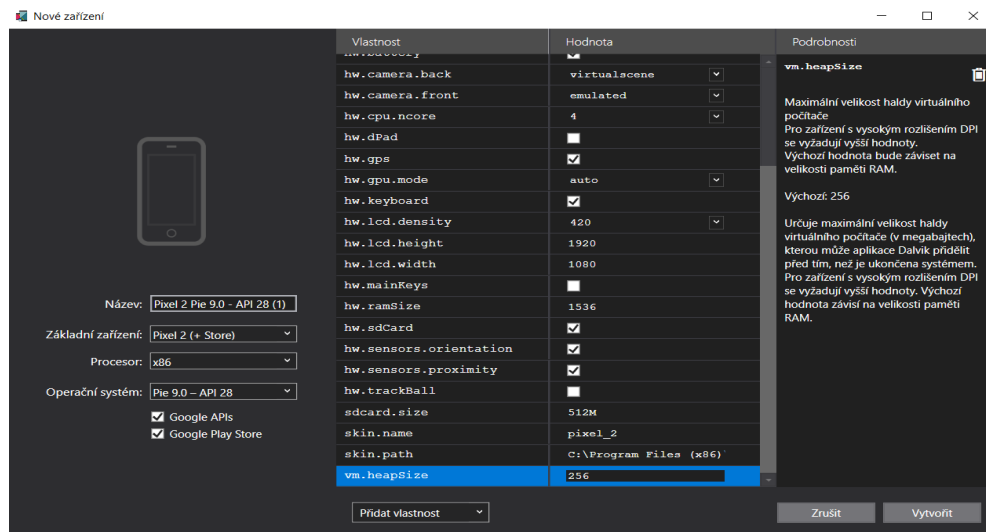 Nové zařízení
Vlastnost Hodnota Podrobnosti
hw.battery
hw.camera.back virtualscene
hw.camera.front emulated
hw.cpu.ncore 4
hw.dPad
hw.gps
hw.gpu.mode auto
hw.keyboard
hw.lcd.density 420
hw.lcd.height 1920
hw.lcd.width 1080
hw.mainKeys
hw.ramSize 1536
hw.sdCard
hw.sensors.orientation
hw.sensors.proximity
hw.trackBall
sdcard.size 512M
skin.name pixel_2
skin.path C:\Program Files (x86)
vm.heapSize 256
Název: Pixel 2 Pie 9.0 - API 28 (1)
Základní zařízení: Pixel 2 (+ Store)
Procesor: x86
Operační systém: Pie 9.0 – API 28
Google APIs
Google Play Store
vm.heapSize
Maximální velikost haldy virtuálního
počítače
Pro zařízení s vysokým rozlišením DPI
se vyžadují vyšší hodnoty.
Výchozí hodnota bude záviset na
velikosti paměti RAM.
Výchozí: 256
Určuje maximální velikost haldy
virtuálního počítače (v megabajtech),
kterou může aplikace Dalvik přidělit
před tím, než je ukončena systémem.
Pro zařízení s vysokým rozlišením DPI
se vyžadují vyšší hodnoty. Výchozí
hodnota závisí na velikosti paměti
RAM.
Přidat vlastnost
Zrušit Vytvořit